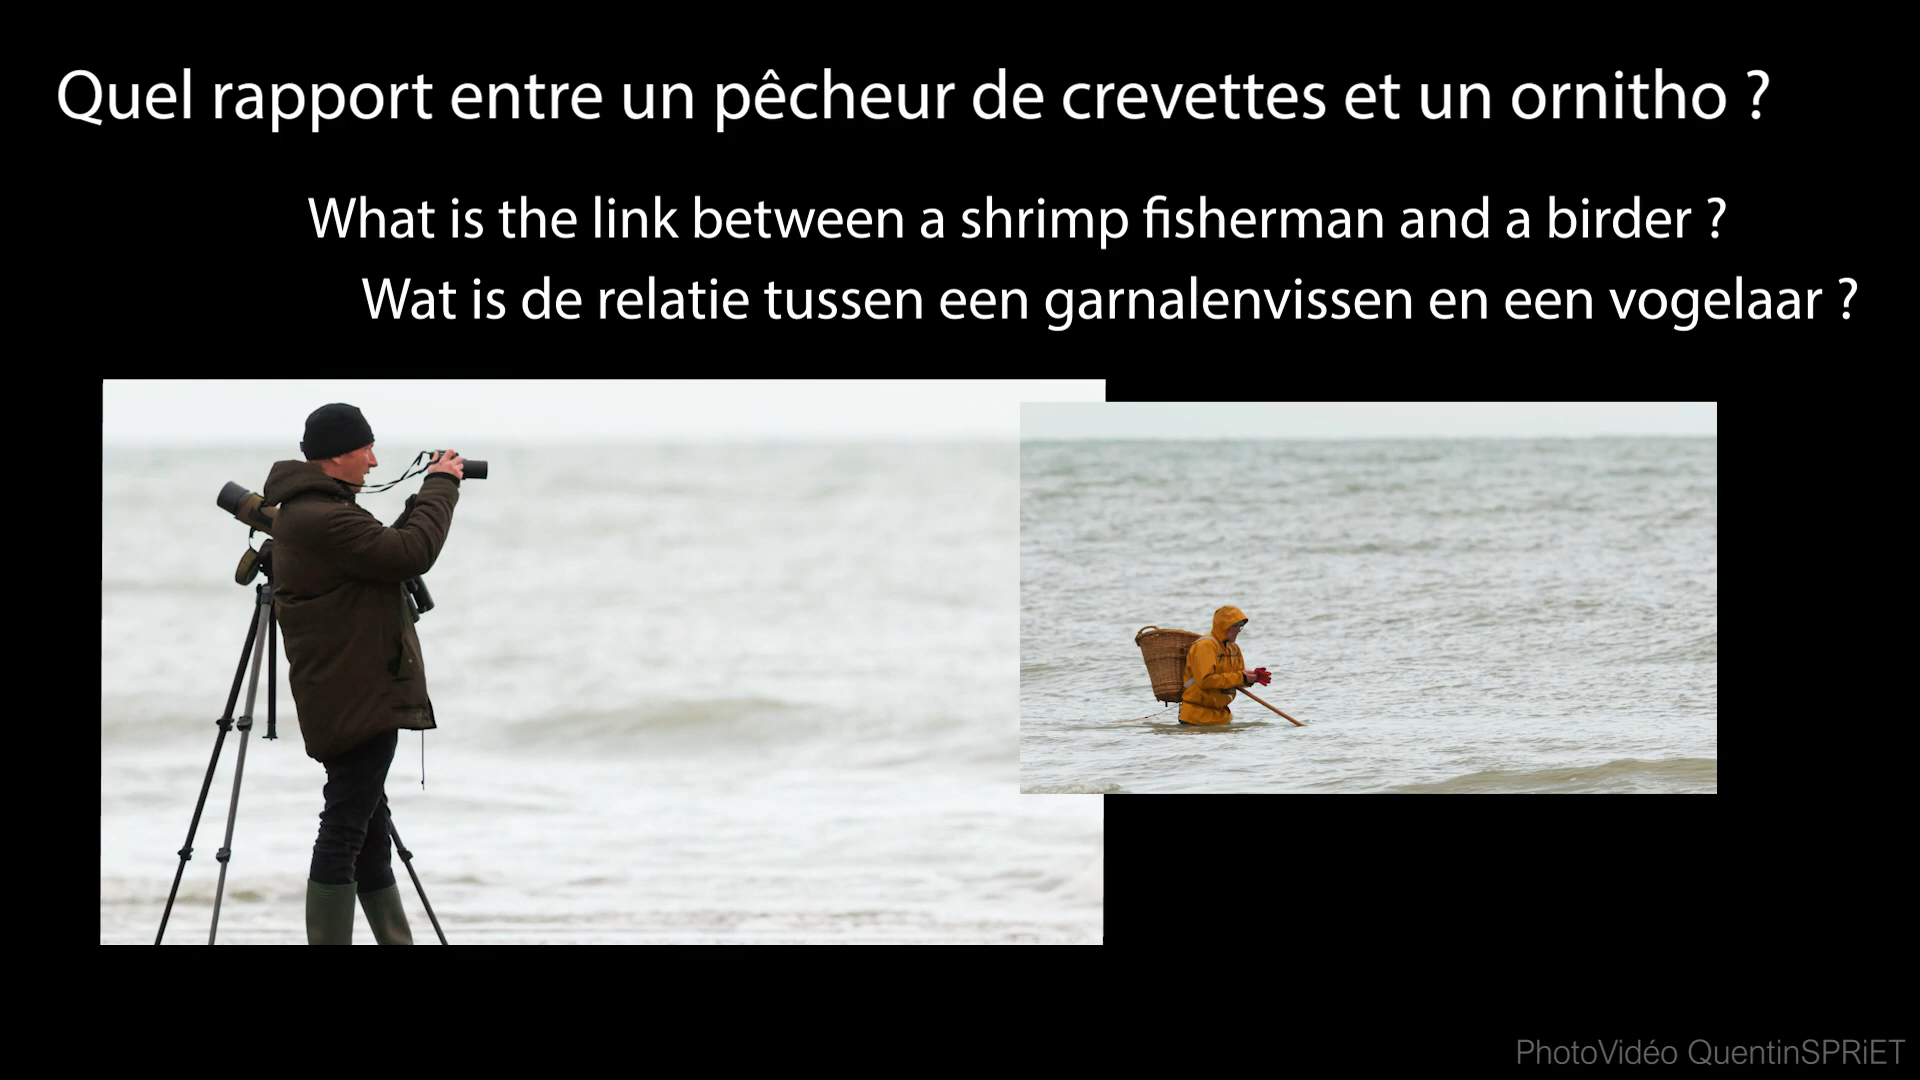 Quel rapport entre un pêcheur de crevettes et un ornitho ?
What is the link between a shrimp fisherman and a birder ?
Wat is de relatie tussen een garnalenvissen en een vogelaar ?
PhotoVidéo QuentinSPRiET